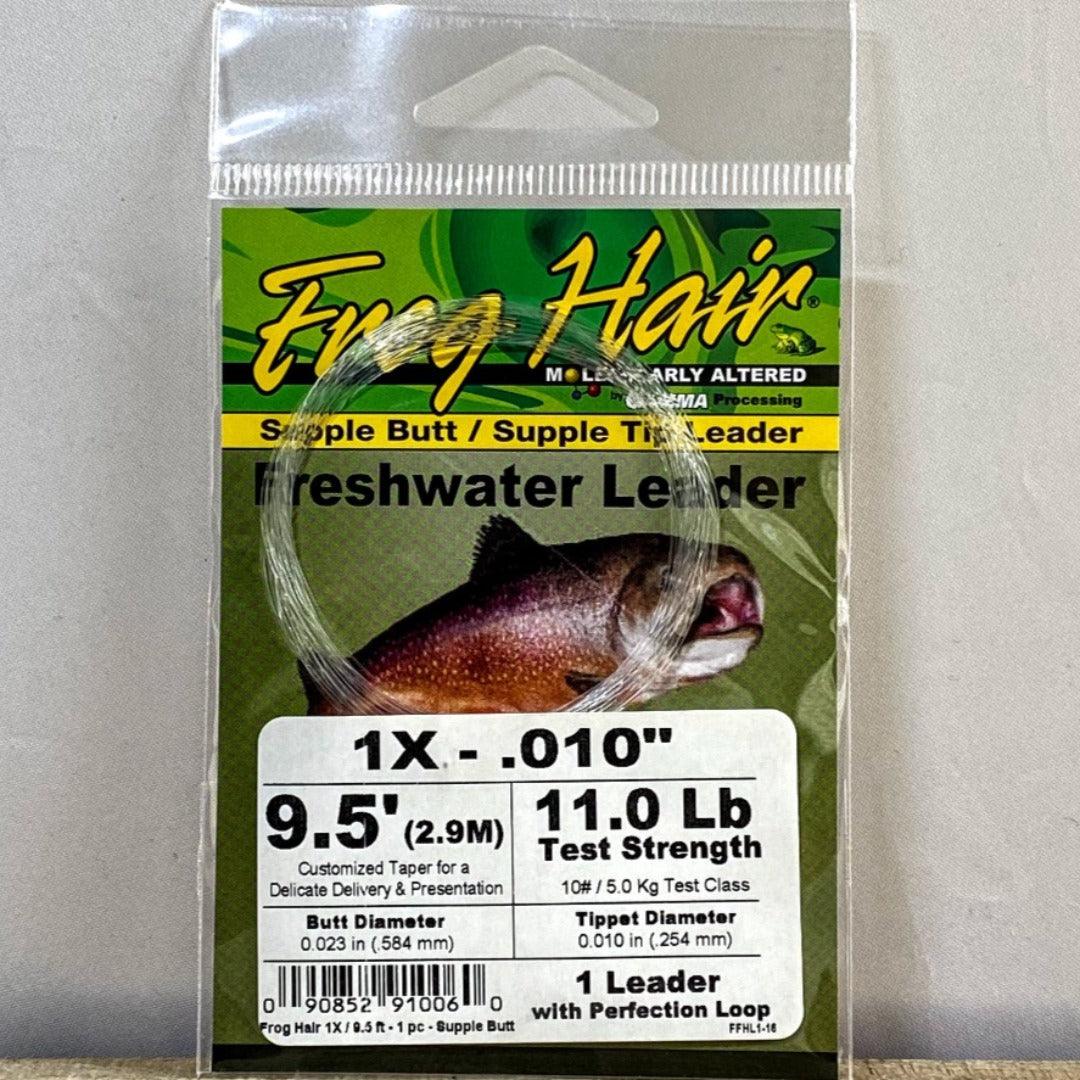 Frog Hair®
MOLECULARLY ALTERED
by GAMMA Processing
Supple Butt / Supple Tip Leader
Freshwater Leader
1X - .010"
9.5' (2.9M)
Customized Taper for a
Delicate Delivery & Presentation
11.0 Lb
Test Strength
10# / 5.0 Kg Test Class
Butt Diameter
0.023 in (.584 mm)
Tippet Diameter
0.010 in (.254 mm)
0 90852 91006 0
Frog Hair 1X / 9.5 ft - 1 pc - Supple Butt
1 Leader
with Perfection Loop
FFHL1-16